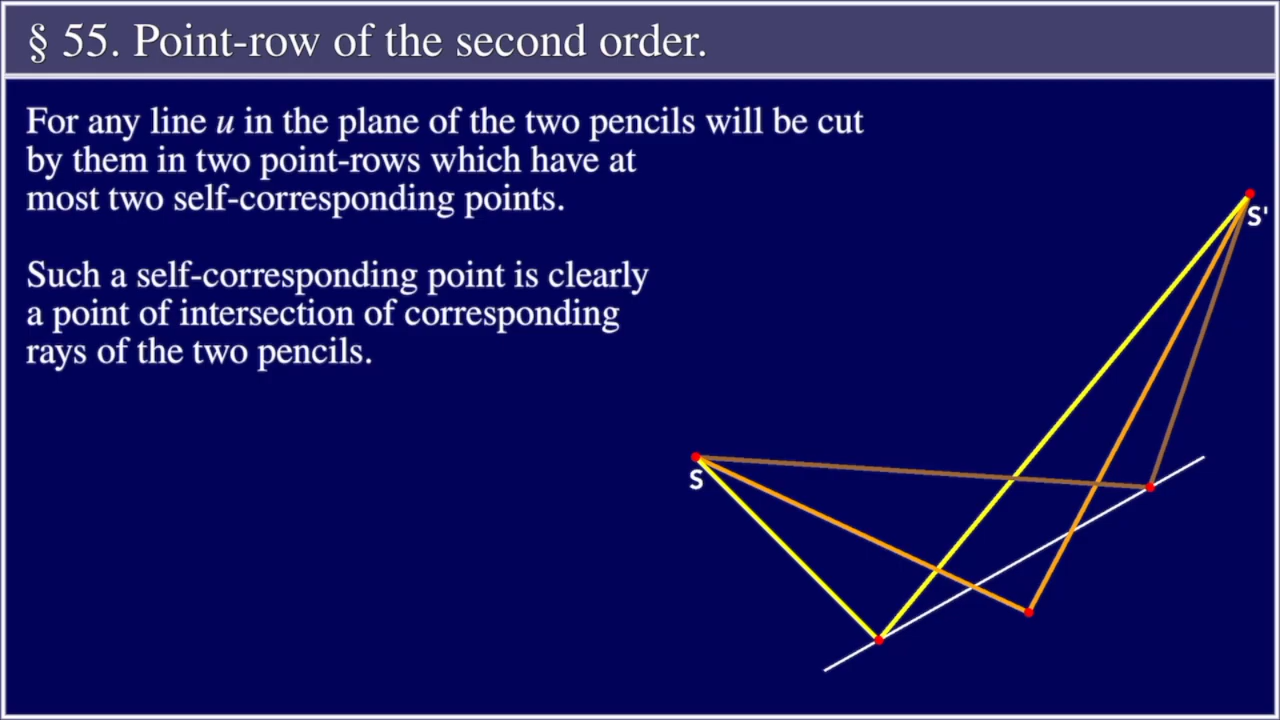 § 55. Point-row of the second order.
For any line u in the plane of the two pencils will be cut
by them in two point-rows which have at
most two self-corresponding points.
Such a self-corresponding point is clearly
a point of intersection of corresponding
rays of the two pencils.
S'
S